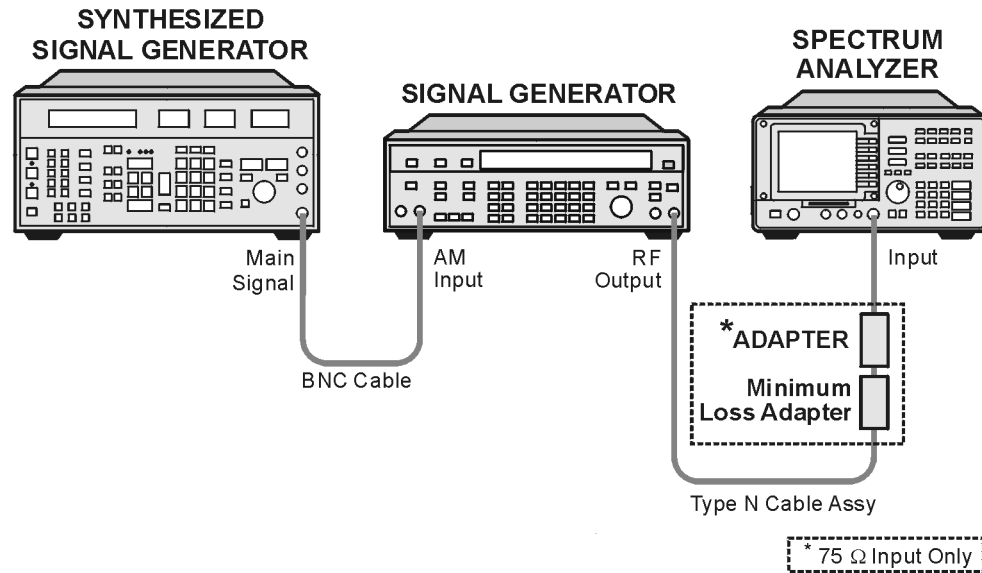 SYNTHESIZED
SIGNAL GENERATOR
SIGNAL GENERATOR
SPECTRUM
ANALYZER
Main
Signal
AM
Input
RF
Output
Input
BNC Cable
*ADAPTER
Minimum
Loss Adapter
Type N Cable Assy
* 75 Ω Input Only